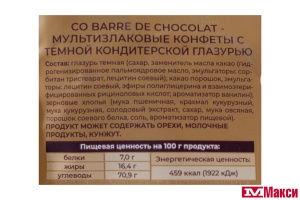 CO BARRE DE CHOCOLAT -
МУЛЬТИЗЛАКОВЫЕ КОНФЕТЫ С
ТЕМНОЙ КОНДИТЕРСКОЙ ГЛАЗУРЬЮ
Состав: глазурь темная (сахар, заменитель масла какао (гид-
рогенизированное пальмоядровое масло), эмульгаторы: сор-
битан тристеарат, лецитин соевый), какао порошок, эмульгато-
ры: лецитин соевый, эфиры полиглицерина и взаимоэтери-
фицированных рициноловых кислот; ароматизатор ванилин),
зерновые хлопья (мука пшеничная, крахмал кукурузный,
мука кукурузная, солодовый экстракт, сахар, мука овсяная,
порошок соевого белка, соль, ароматизатор пищевой).
ПРОДУКТ МОЖЕТ СОДЕРЖАТЬ ОРЕХИ, МОЛОЧНЫЕ
ПРОДУКТЫ, КУНЖУТ.
Пищевая ценность на 100 г продукта:
белки 7,0 г
жиры 16,4 г
углеводы 70,9 г
Энергетическая ценность:
459 ккал (1922 кДж)
Макси